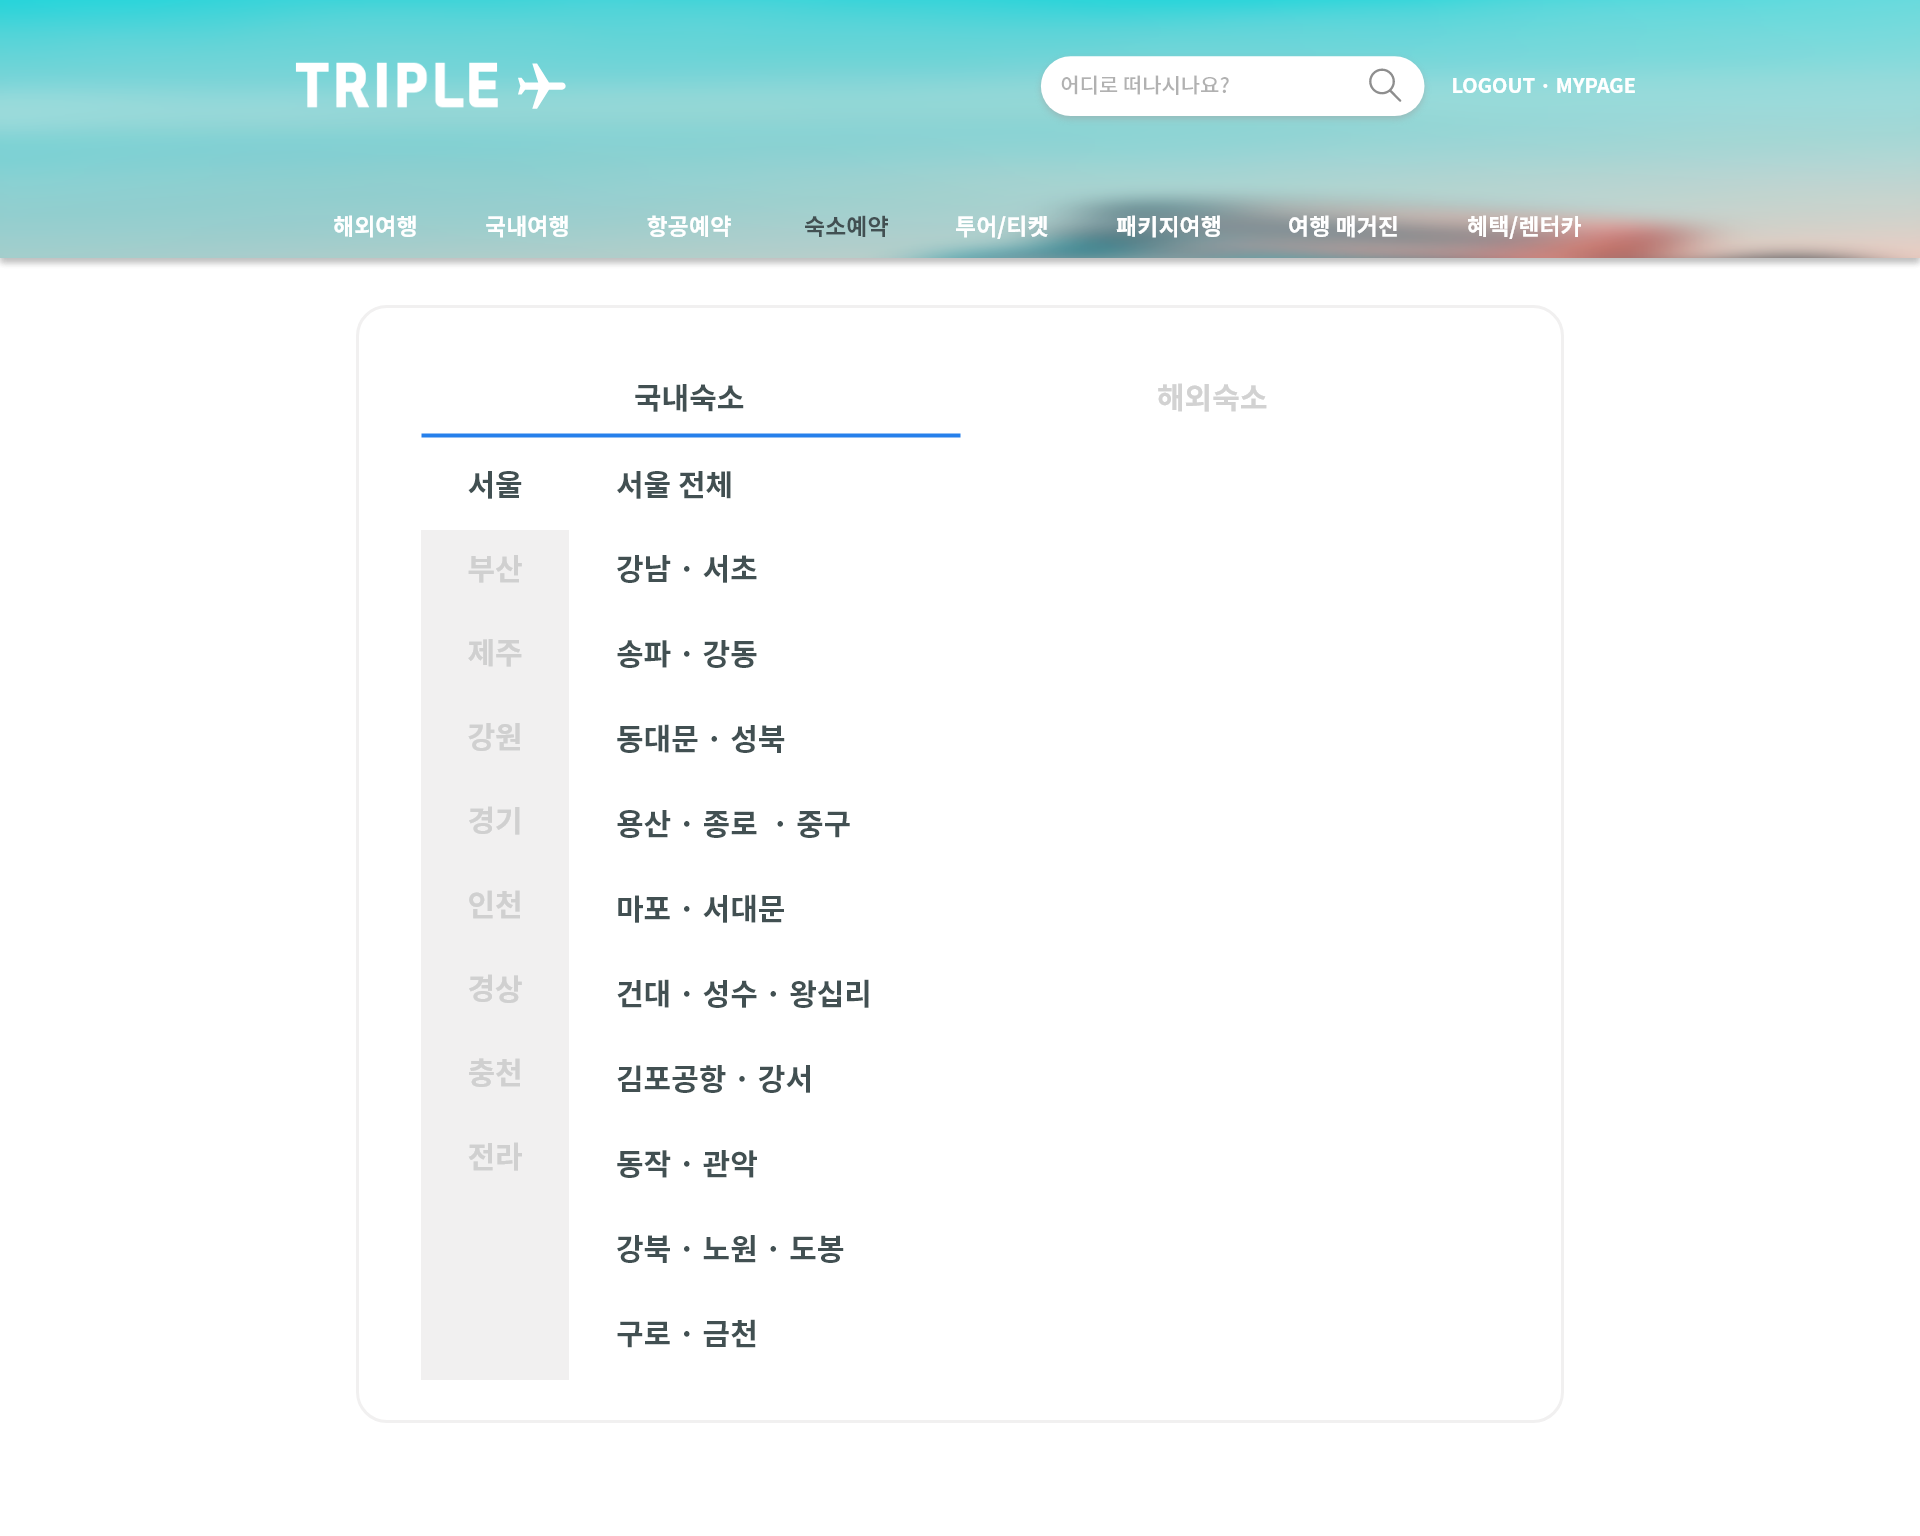 TRIPLE
어디로 떠나시나요?
LOGOUT · MYPAGE
해외여행 국내여행 항공예약 숙소예약 투어/티켓 패키지여행 여행 매거진 혜택/렌터카
국내숙소 해외숙소
서울 서울 전체
부산 강남 · 서초
제주 송파 · 강동
강원 동대문 · 성북
경기 용산 · 종로 · 중구
인천 마포 · 서대문
경상 건대 · 성수 · 왕십리
충천 김포공항 · 강서
전라 동작 · 관악
강북 · 노원 · 도봉
구로 · 금천